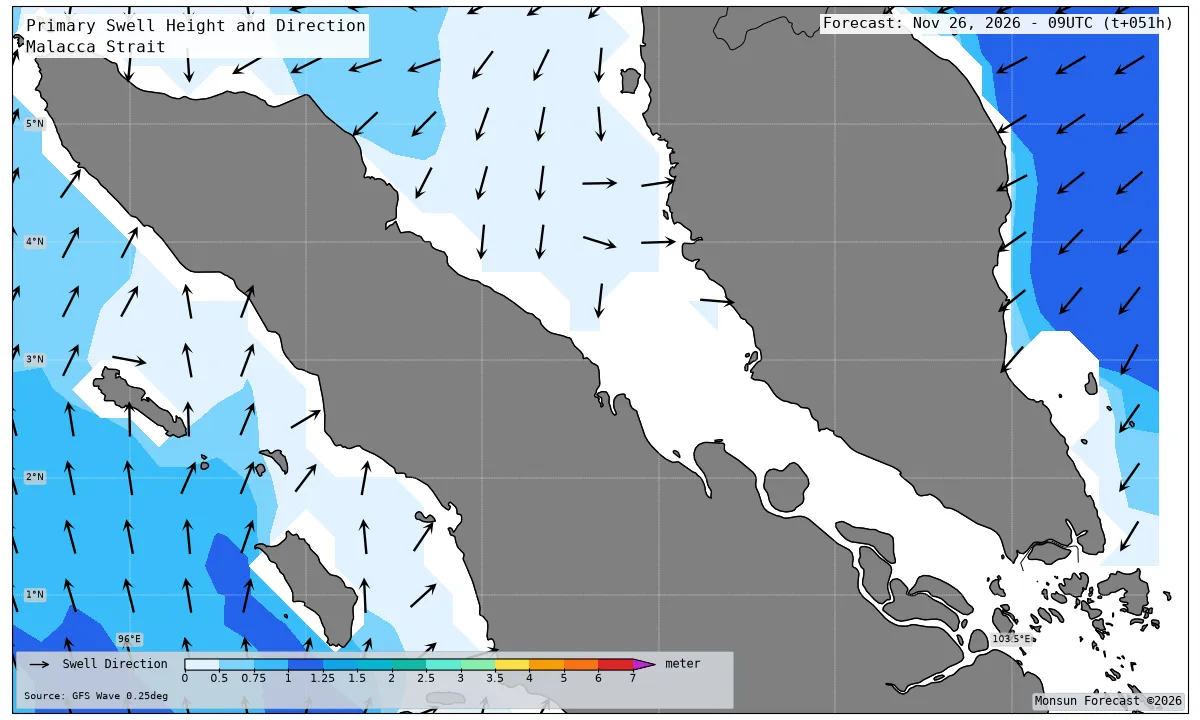 Primary Swell Height and Direction
Malacca Strait
Forecast: Nov 26, 2026 - 09UTC (t+051h)
5°N
4°N
3°N
2°N
1°N
96°E
103.5°E
Swell Direction
0 0.5 0.75 1 1.25 1.5 2 2.5 3 3.5 4 5 6 7
meter
Source: GFS Wave 0.25deg
Monsun Forecast ©2026